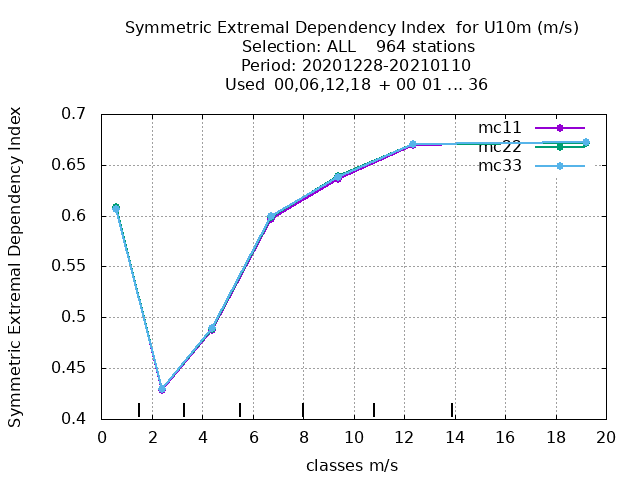 Symmetric Extremal Dependency Index for U10m (m/s)
Selection: ALL 964 stations
Period: 20201228-20210110
Used 00,06,12,18 + 00 01 ... 36
Symmetric Extremal Dependency Index
0.7
0.65
0.6
0.55
0.5
0.45
0.4
mc11
mc22
mc33
0 2 4 6 8 10 12 14 16 18 20
classes m/s